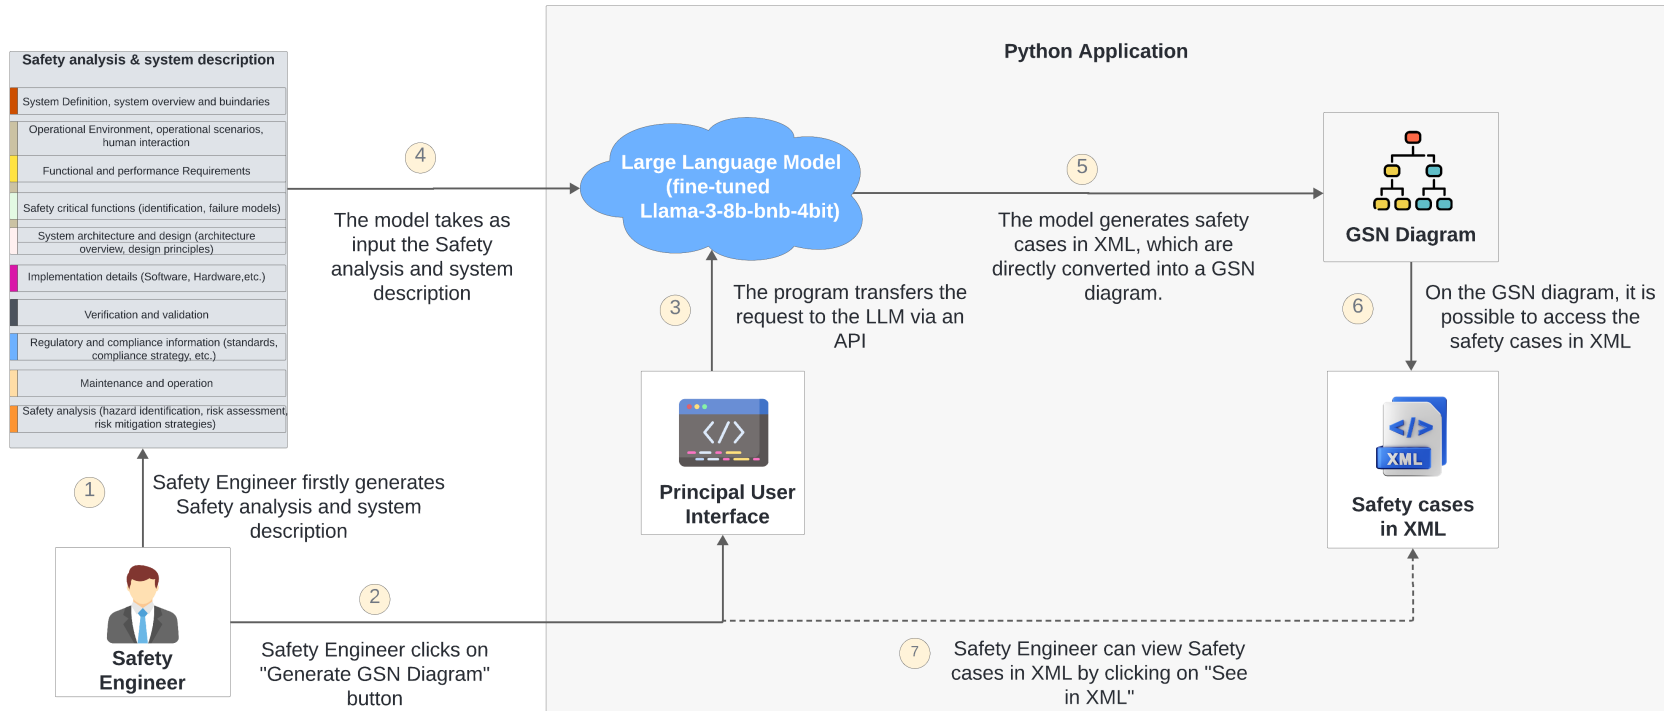 Python Application
Safety analysis & system description
System Definition, system overview and buindaries
Operational Environment, operational scenarios,
human interaction
Functional and performance Requirements
Safety critical functions (identification, failure models)
System architecture and design (architecture
overview, design principles)
Implementation details (Software, Hardware,etc.)
Verification and validation
Regulatory and compliance information (standards,
compliance strategy, etc.)
Maintenance and operation
Safety analysis (hazard identification, risk assessment,
risk mitigation strategies)
1
Safety Engineer firstly generates
Safety analysis and system
description
Safety
Engineer
2
Safety Engineer clicks on
"Generate GSN Diagram"
button
4
The model takes as
input the Safety
analysis and system
description
Large Language Model
(fine-tuned
Llama-3-8b-bnb-4bit)
3
The program transfers the
request to the LLM via an
API
</>
Principal User
Interface
5
The model generates safety
cases in XML, which are
directly converted into a GSN
diagram.
GSN Diagram
6
On the GSN diagram, it is
possible to access the
safety cases in XML
</>
XML
Safety cases
in XML
7
Safety Engineer can view Safety
cases in XML by clicking on "See
in XML"